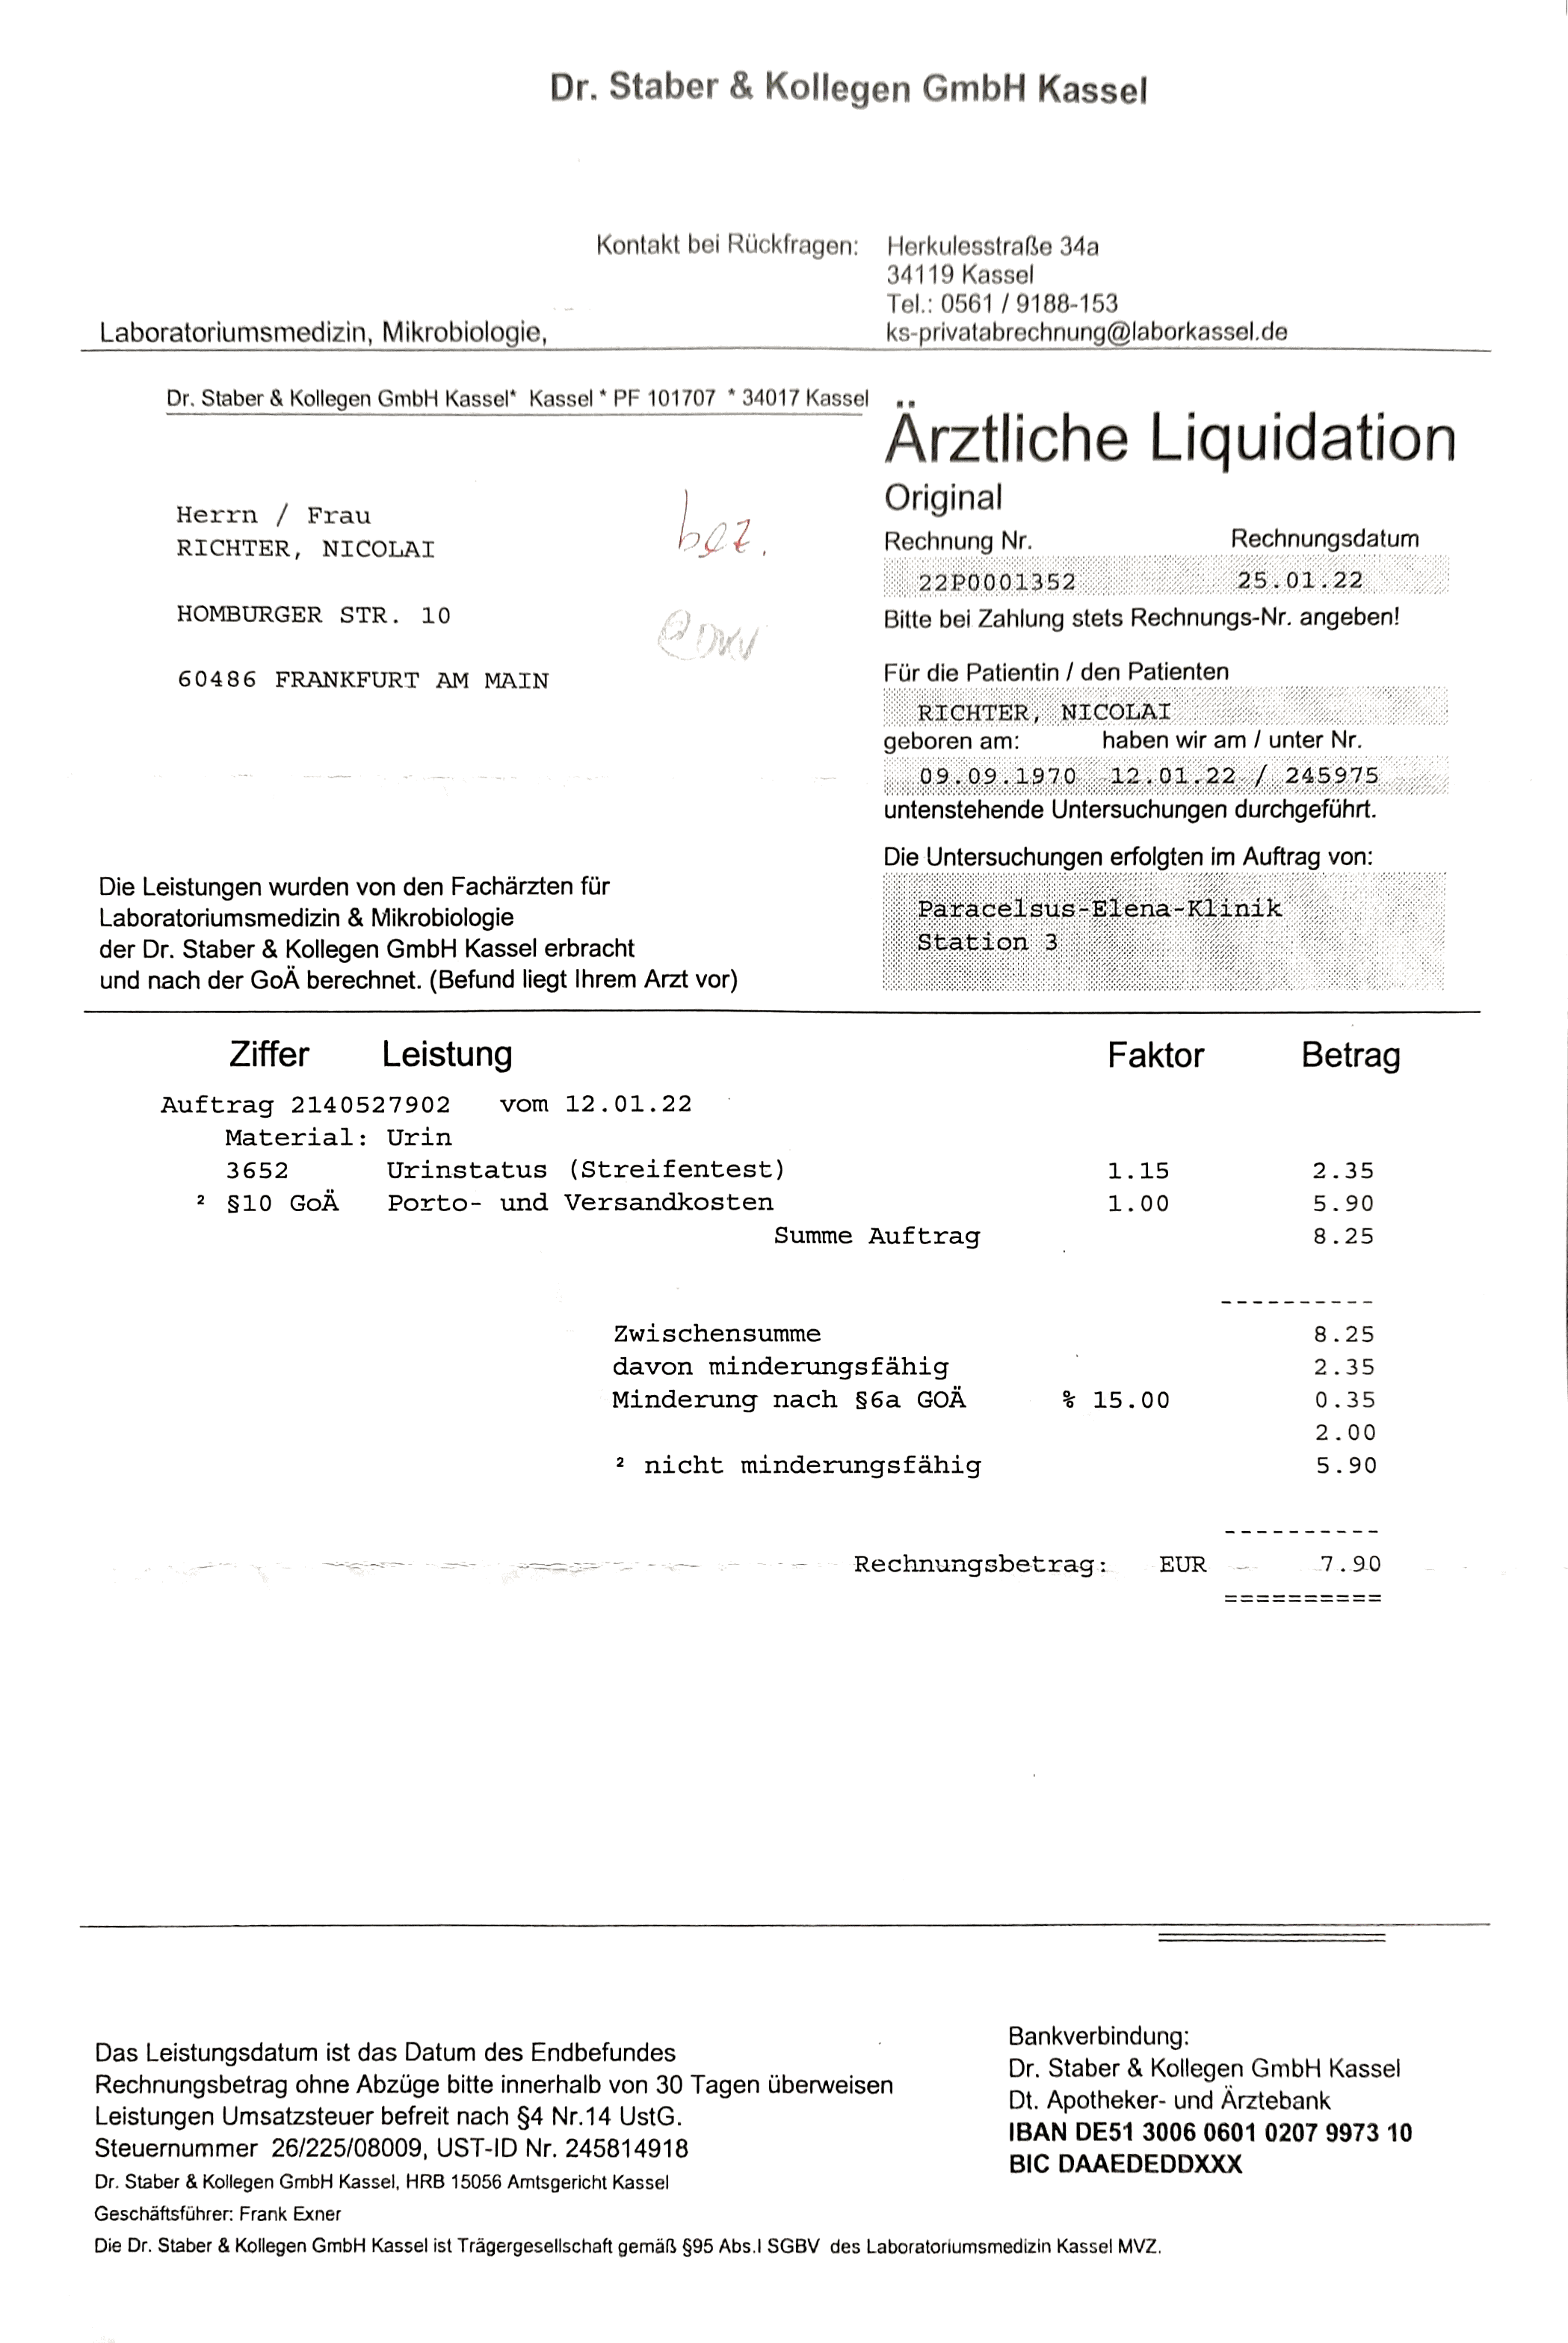 Dr. Staber & Kollegen GmbH Kassel
Kontakt bei Rückfragen: Herkulesstraße 34a
34119 Kassel
Tel.: 0561 / 9188-153
Laboratoriumsmedizin, Mikrobiologie, ks-privatabrechnung@laborkassel.de
Dr. Staber & Kollegen GmbH Kassel* Kassel * PF 101707 * 34017 Kassel
Ärztliche Liquidation
Original
Herrn / Frau
RICHTER, NICOLAI
HOMBURGER STR. 10
60486 FRANKFURT AM MAIN
bez.
Rechnung Nr. Rechnungsdatum
22P0001352 25.01.22
Bitte bei Zahlung stets Rechnungs-Nr. angeben!
Für die Patientin / den Patienten
RICHTER, NICOLAI
geboren am: haben wir am / unter Nr.
09.09.1970 12.01.22 / 245975
untenstehende Untersuchungen durchgeführt.
Die Untersuchungen erfolgten im Auftrag von:
Paracelsus-Elena-Klinik
Station 3
Die Leistungen wurden von den Fachärzten für
Laboratoriumsmedizin & Mikrobiologie
der Dr. Staber & Kollegen GmbH Kassel erbracht
und nach der GoÄ berechnet. (Befund liegt Ihrem Arzt vor)
Ziffer Leistung Faktor Betrag
Auftrag 2140527902 vom 12.01.22
Material: Urin
3652 Urinstatus (Streifentest) 1.15 2.35
² §10 GoÄ Porto- und Versandkosten 1.00 5.90
Summe Auftrag 8.25
----------
Zwischensumme 8.25
davon minderungsfähig 2.35
Minderung nach §6a GOÄ % 15.00 0.35
2.00
² nicht minderungsfähig 5.90
----------
Rechnungsbetrag: EUR 7.90
==========
Das Leistungsdatum ist das Datum des Endbefundes
Rechnungsbetrag ohne Abzüge bitte innerhalb von 30 Tagen überweisen
Leistungen Umsatzsteuer befreit nach §4 Nr.14 UstG.
Steuernummer 26/225/08009, UST-ID Nr. 245814918
Dr. Staber & Kollegen GmbH Kassel, HRB 15056 Amtsgericht Kassel
Geschäftsführer: Frank Exner
Die Dr. Staber & Kollegen GmbH Kassel ist Trägergesellschaft gemäß §95 Abs.I SGBV des Laboratoriumsmedizin Kassel MVZ.
Bankverbindung:
Dr. Staber & Kollegen GmbH Kassel
Dt. Apotheker- und Ärztebank
IBAN DE51 3006 0601 0207 9973 10
BIC DAAEDEDDXXX